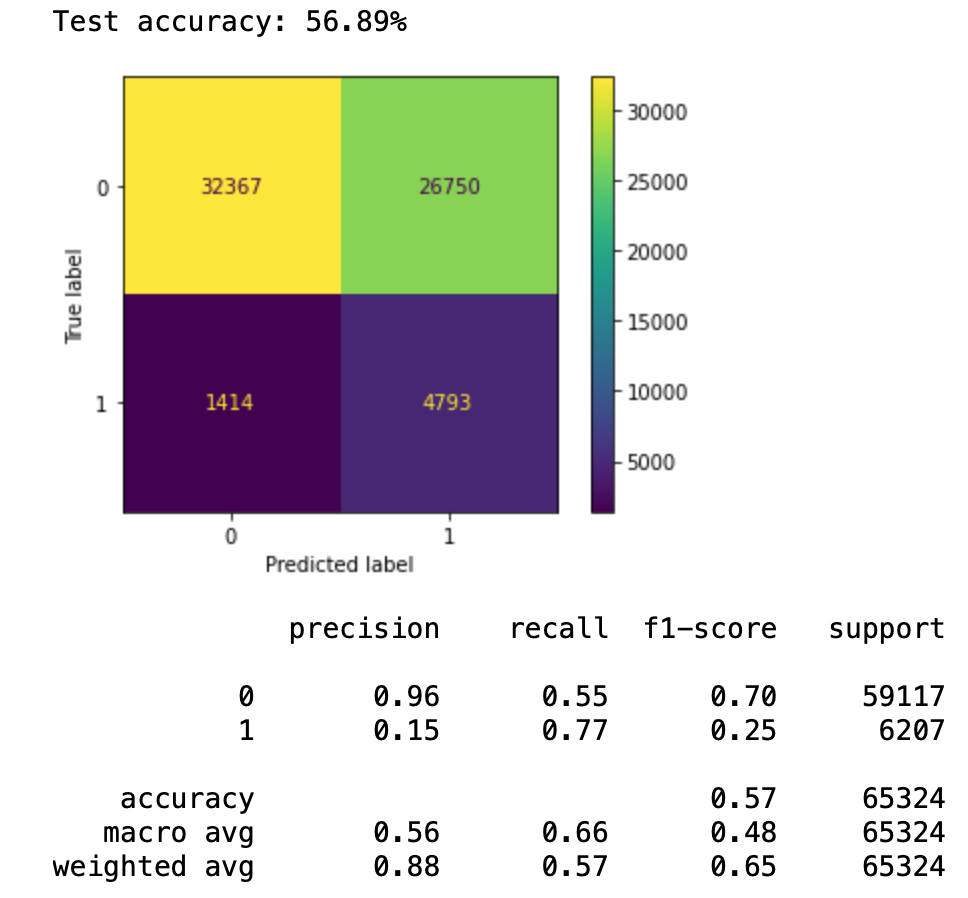 Test accuracy: 56.89%
32367 26750
1414 4793
0
1
True label
0 1
Predicted label
30000
25000
20000
15000
10000
5000
precision recall f1-score support
0 0.96 0.55 0.70 59117
1 0.15 0.77 0.25 6207
accuracy 0.57 65324
macro avg 0.56 0.66 0.48 65324
weighted avg 0.88 0.57 0.65 65324